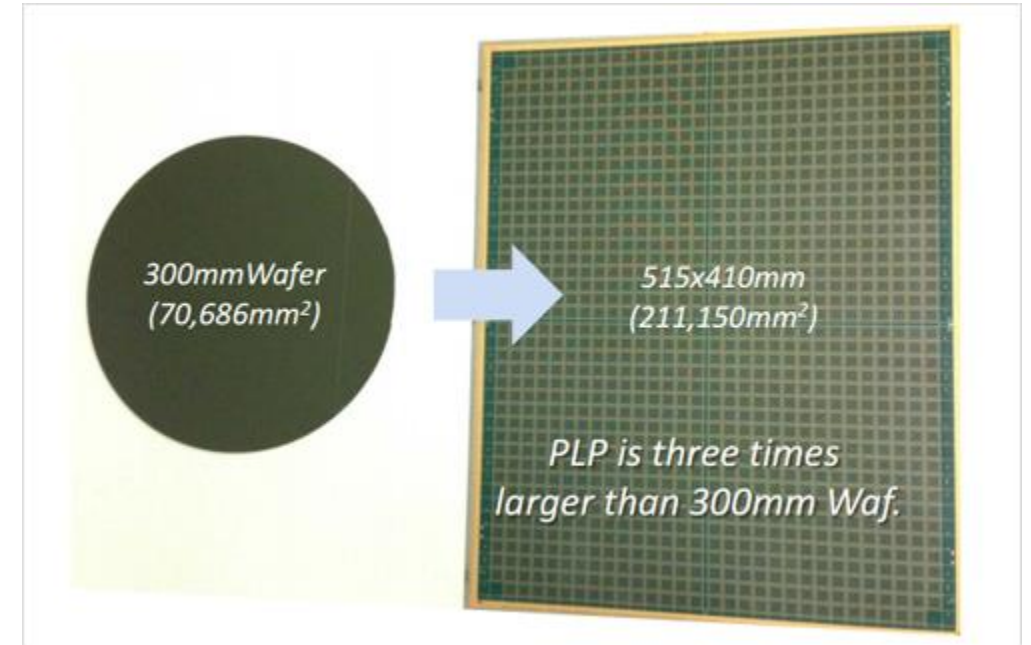 300mmWafer
(70,686mm²)
515x410mm
(211,150mm²)
PLP is three times
larger than 300mm Waf.